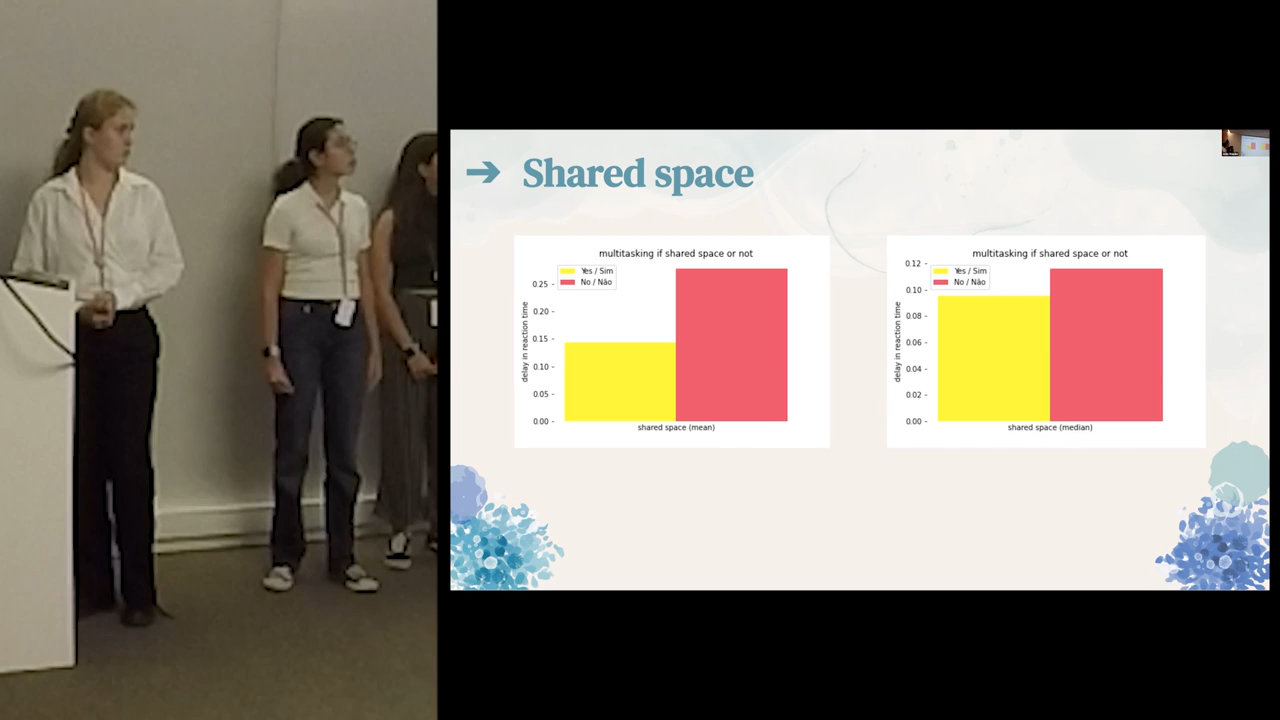 ➔ Shared space
multitasking if shared space or not
Yes / Sim
No / Não
0.25
0.20
0.15
0.10
0.05
0.00
delay in reaction time
shared space (mean)
multitasking if shared space or not
Yes / Sim
No / Não
0.12
0.10
0.08
0.06
0.04
0.02
0.00
delay in reaction time
shared space (median)